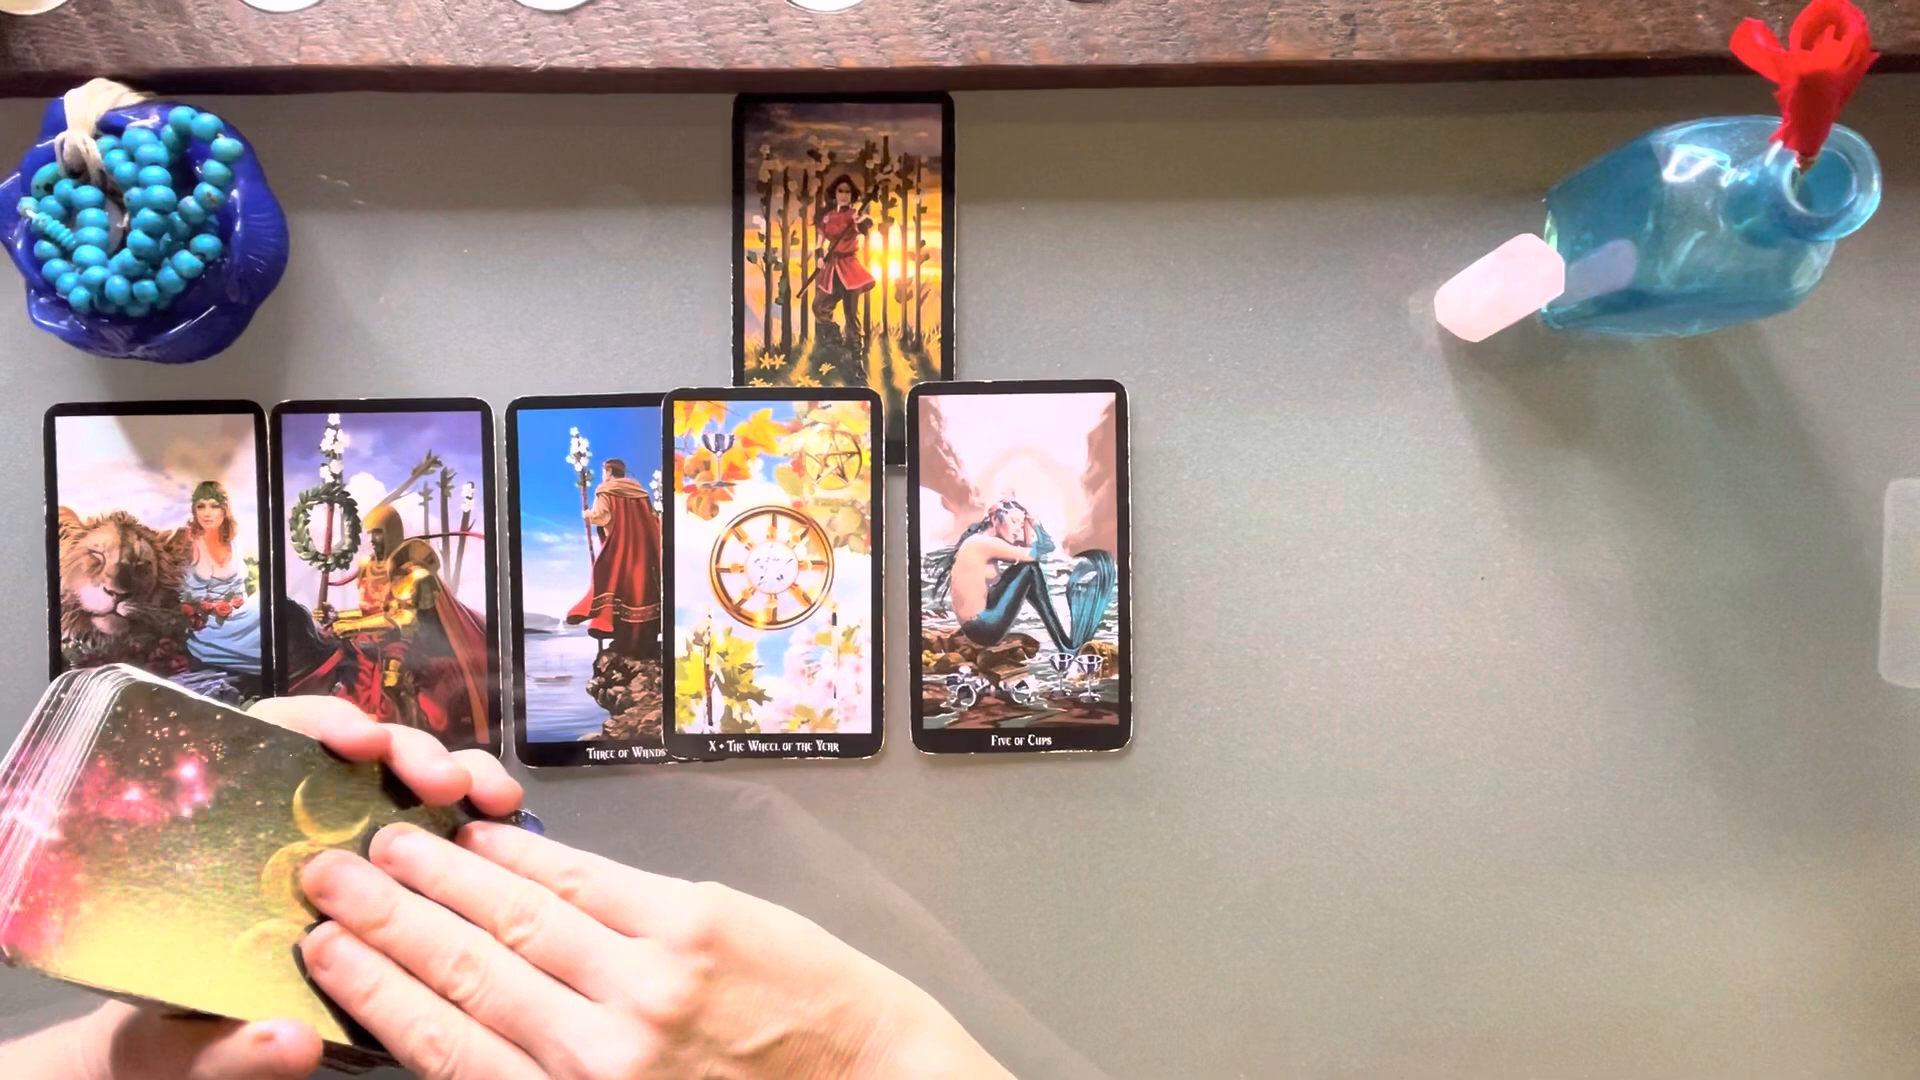 Three of Wands
X • The Wheel of the Year
Five of Cups